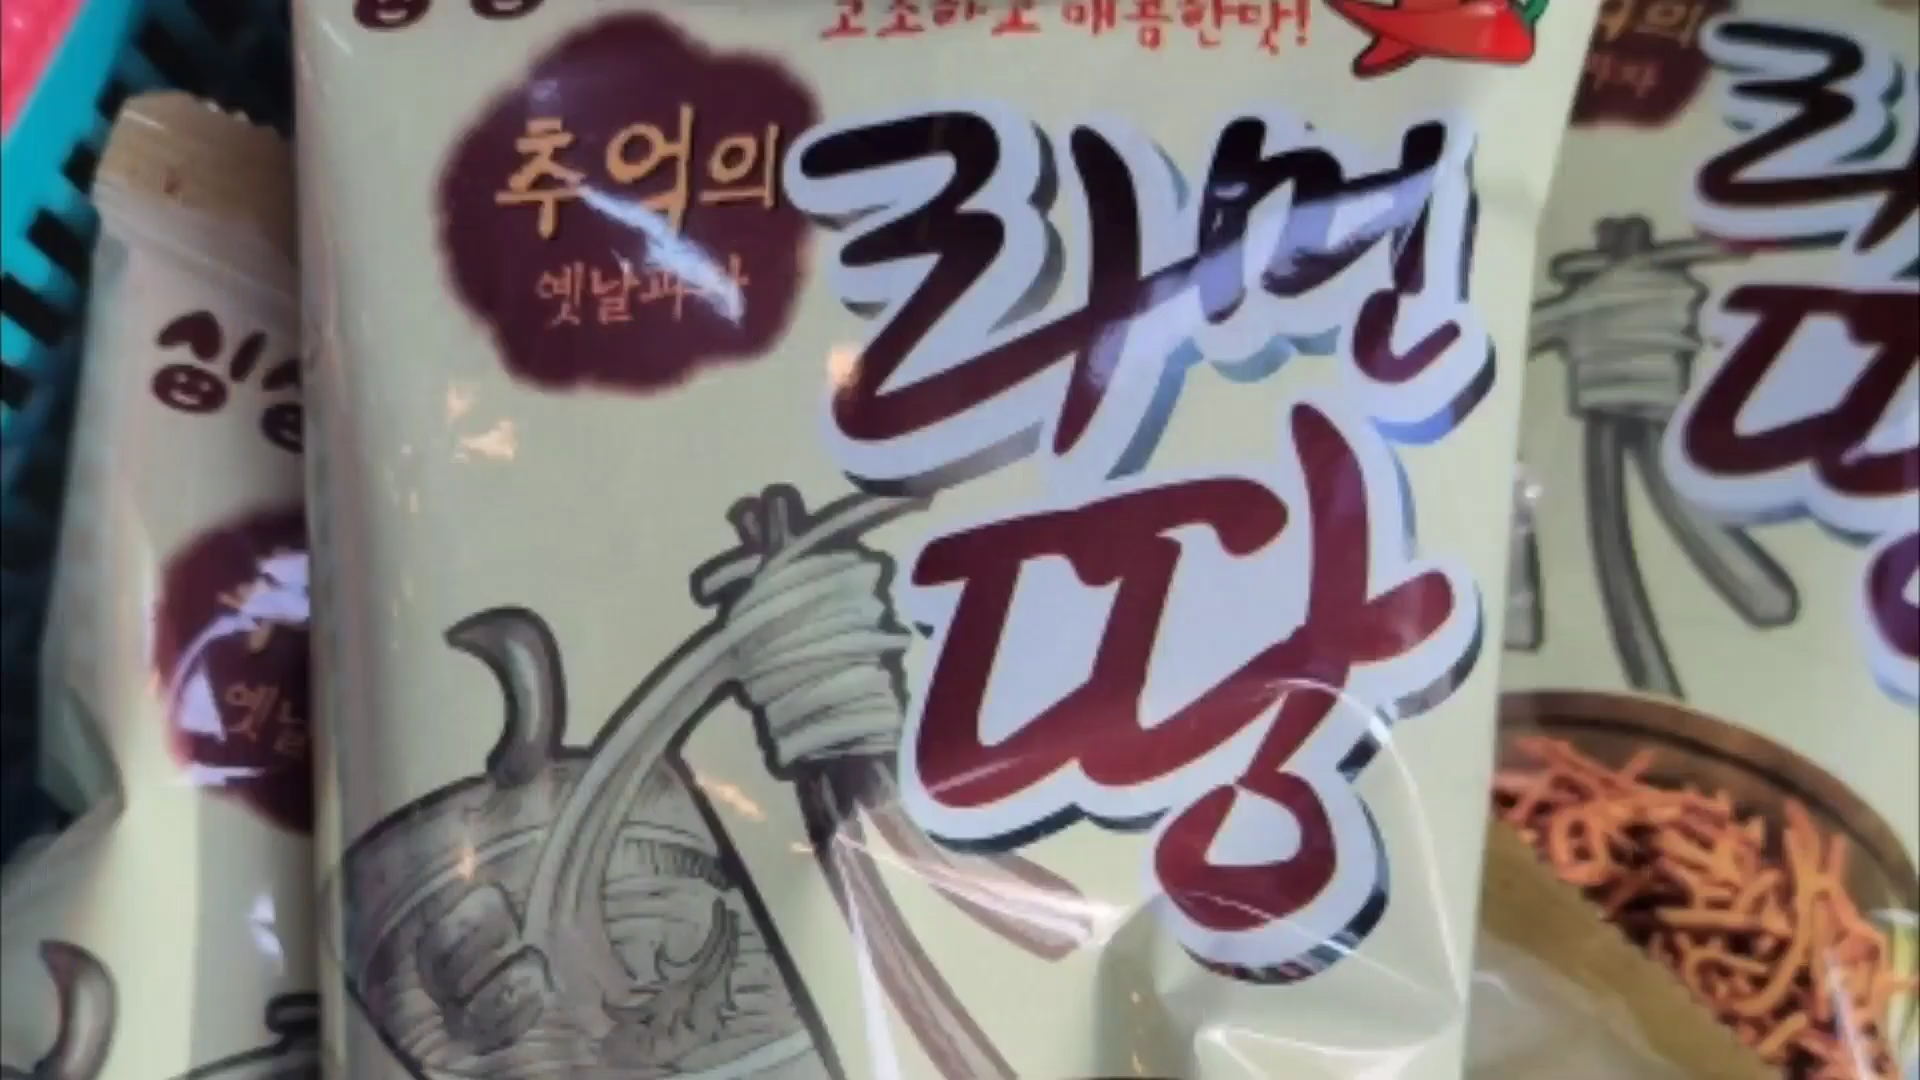 고소하고 매콤한맛!
추억의
옛날과자
라면
땅